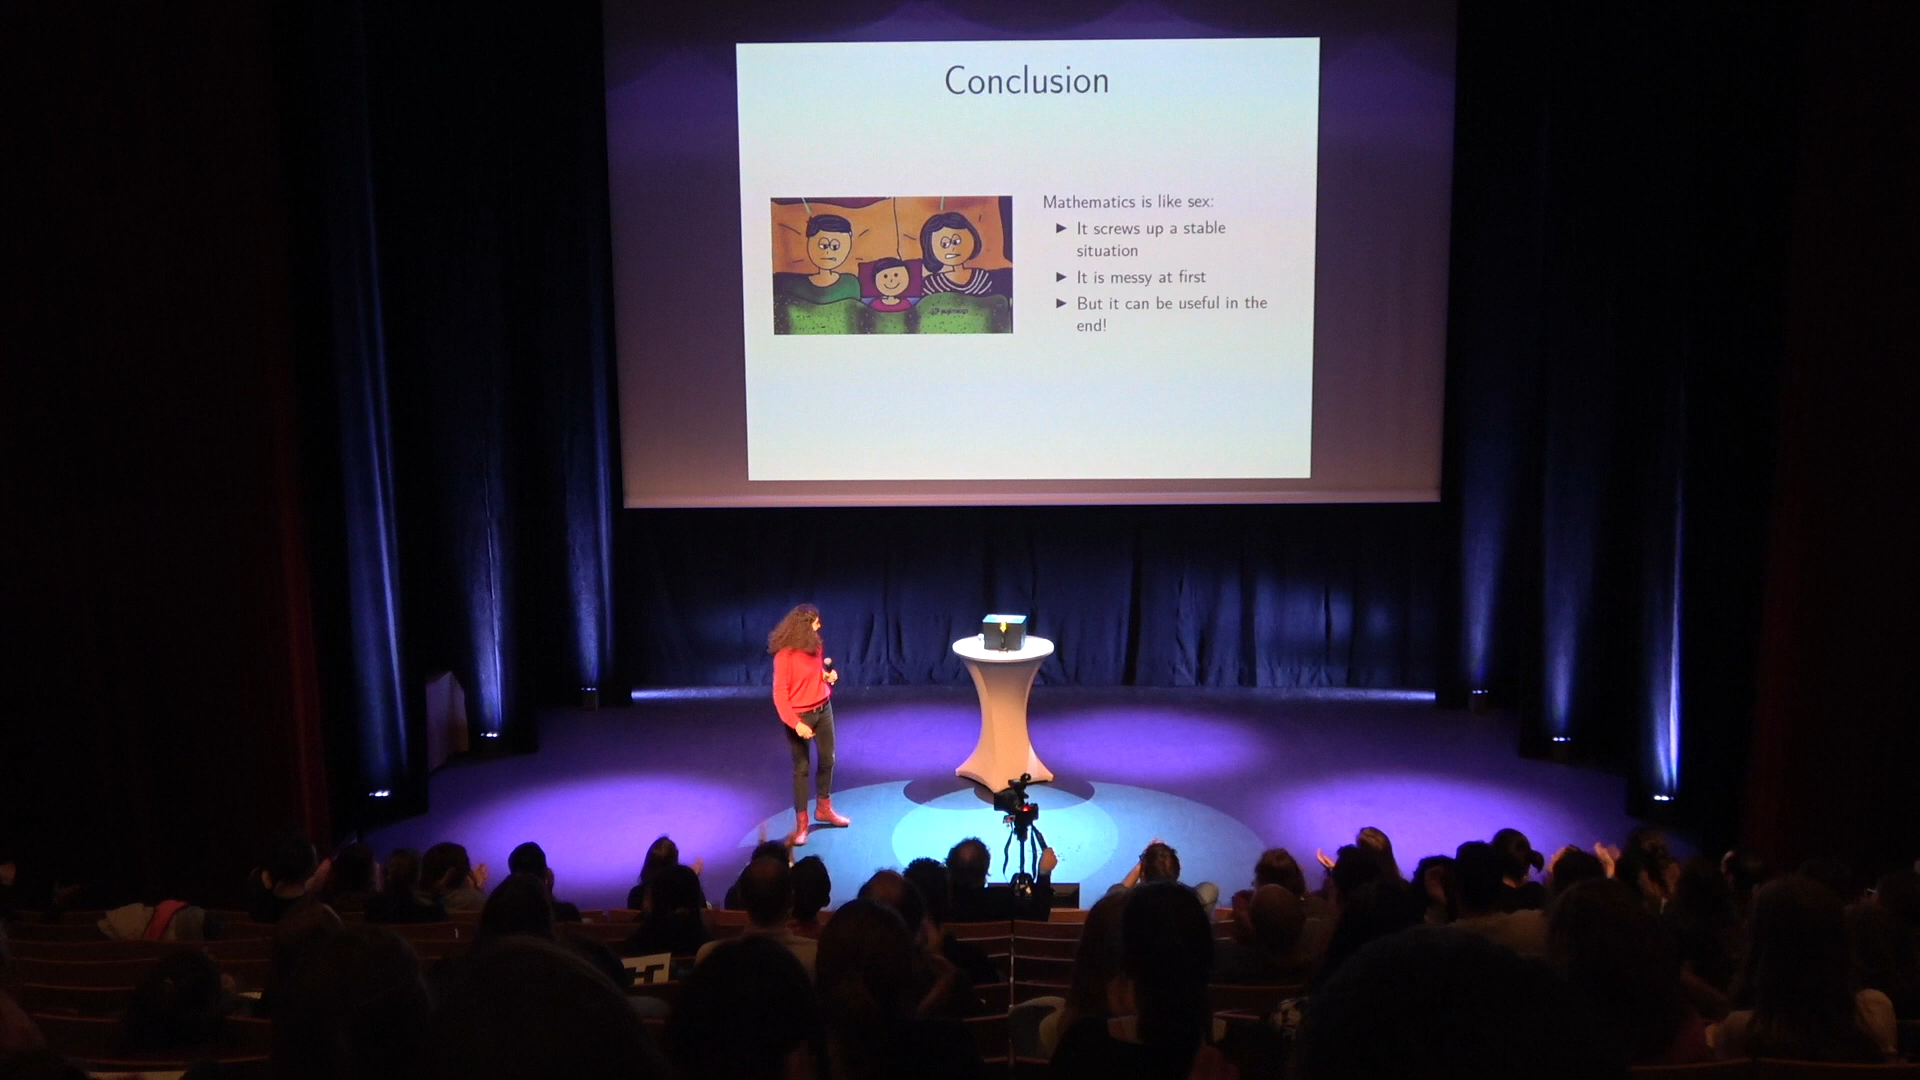 Conclusion
Mathematics is like sex:
▶ It screws up a stable
situation
▶ It is messy at first
▶ But it can be useful in the
end!